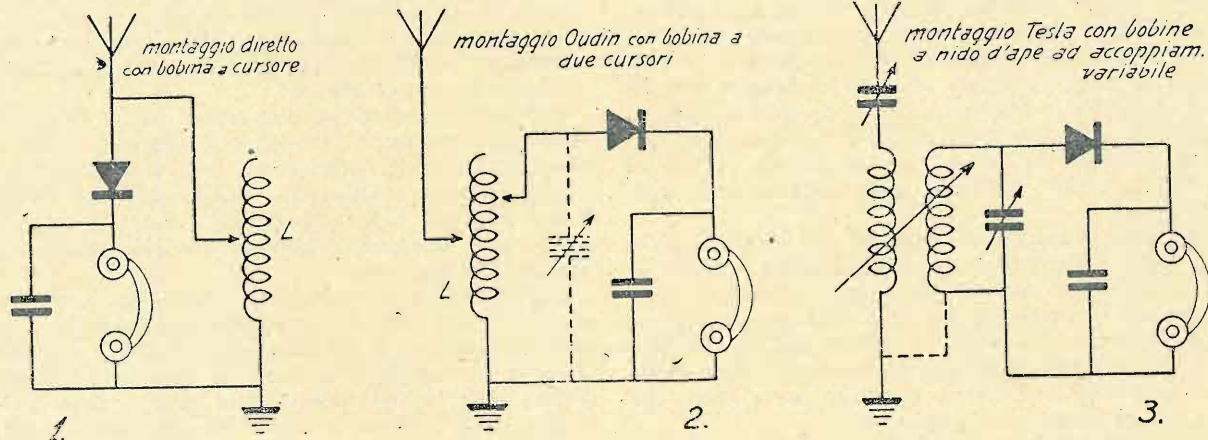 montaggio diretto
con bobina a cursore
L
1.
montaggio Oudin con bobina a
due cursori
L
2.
montaggio Tesla con bobine
a nido d'ape ad accoppiam.
variabile
3.